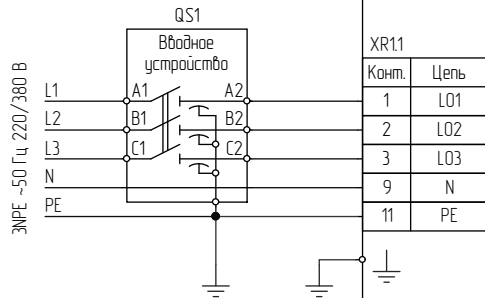 QS1
Вводное
устройство
3NPE ~50 Гц 220/380 В
L1
A1
A2
L2
B1
B2
L3
C1
C2
N
PE
XR1.1
Конт.
Цепь
1
L01
2
L02
3
L03
9
N
11
PE